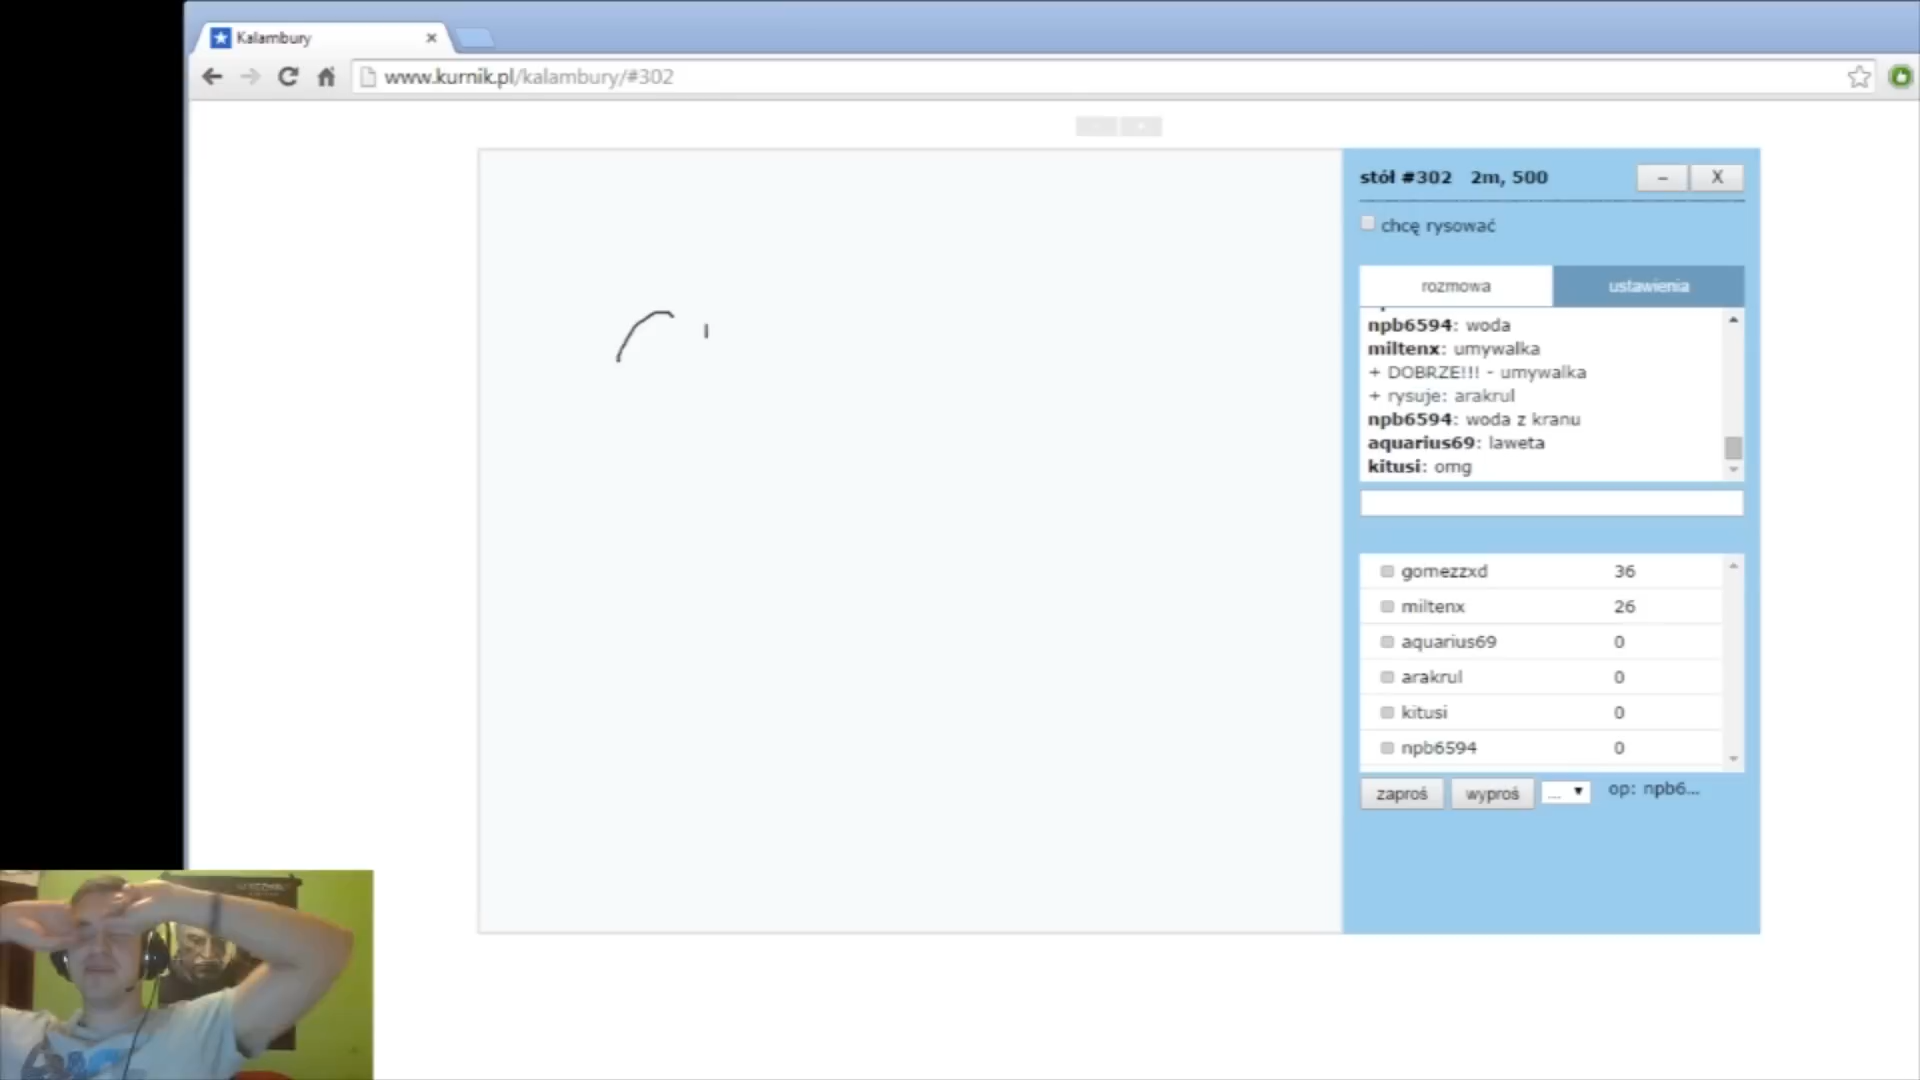 Kalambury
www.kurnik.pl/kalambury/#302
stół #302 2m, 500
– X
chcę rysować
rozmowa ustawienia
npb6594: woda
miltenx: umywalka
+ DOBRZE!!! - umywalka
+ rysuje: arakrul
npb6594: woda z kranu
aquarius69: laweta
kitusi: omg
gomezzxd 36
miltenx 26
aquarius69 0
arakrul 0
kitusi 0
npb6594 0
zaproś wyproś ... op: npb6...